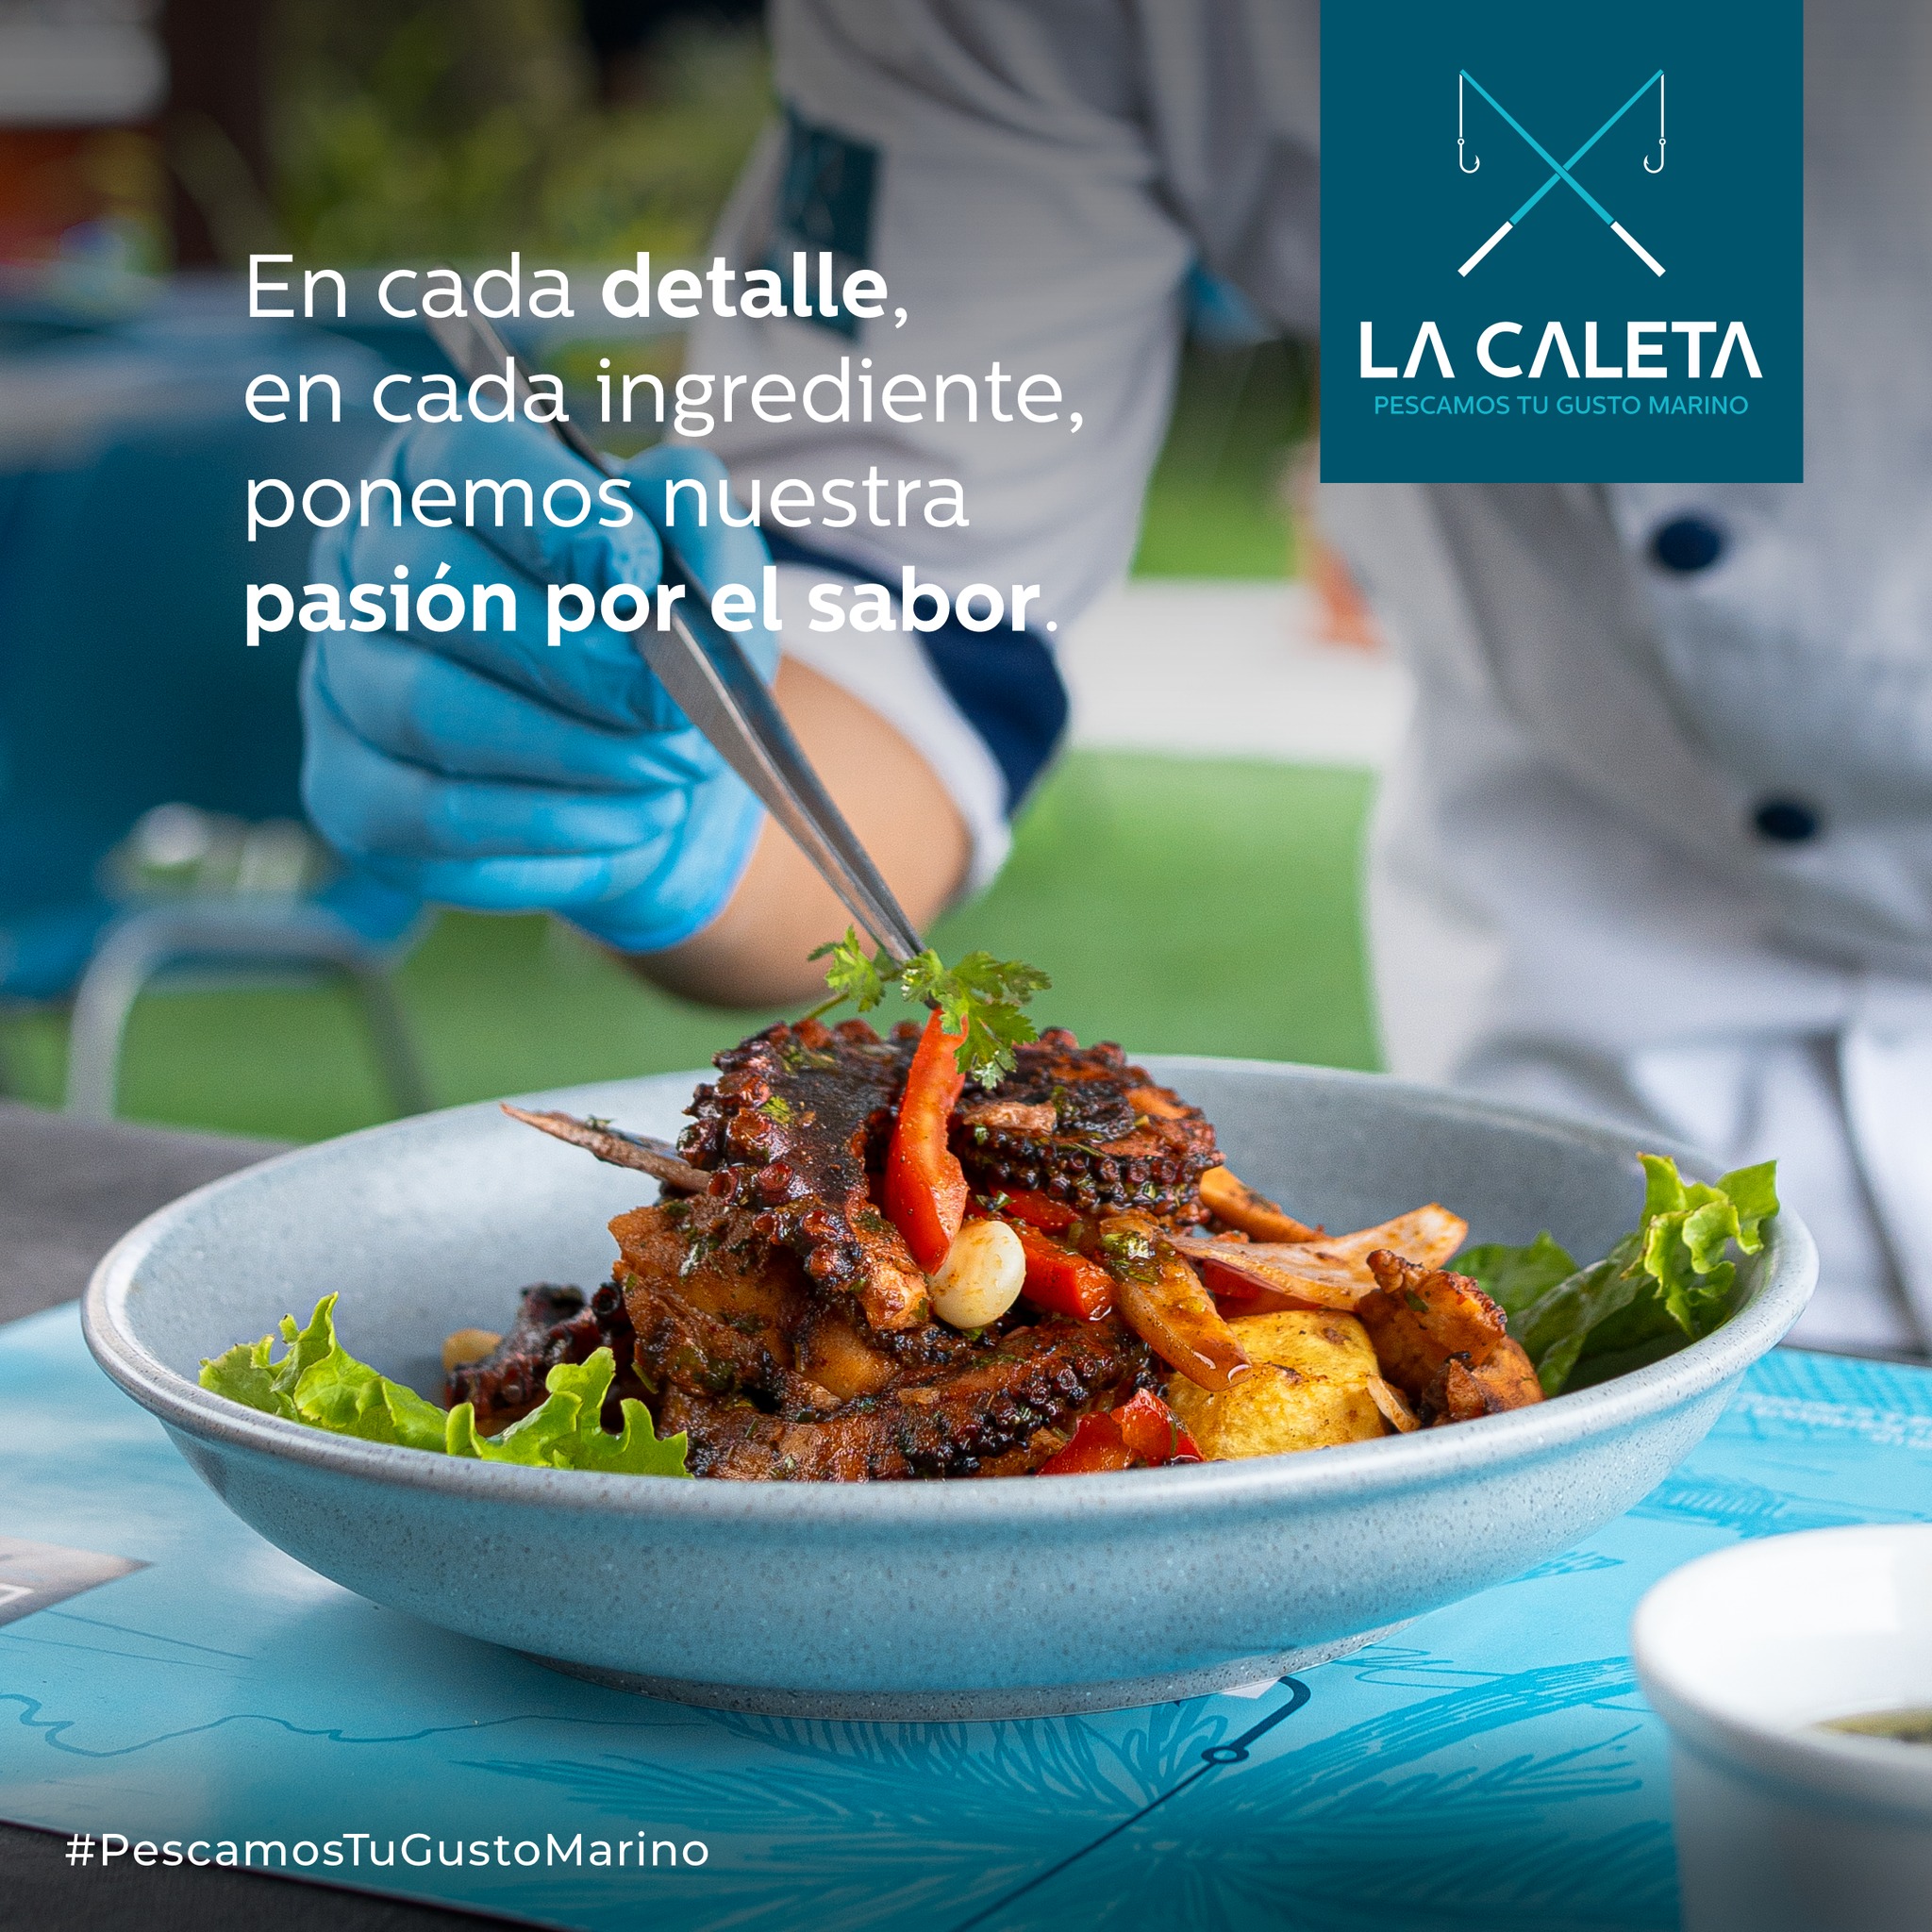 LA CALETA
PESCAMOS TU GUSTO MARINO
En cada detalle,
en cada ingrediente,
ponemos nuestra
pasión por el sabor.
#PescamosTuGustoMarino